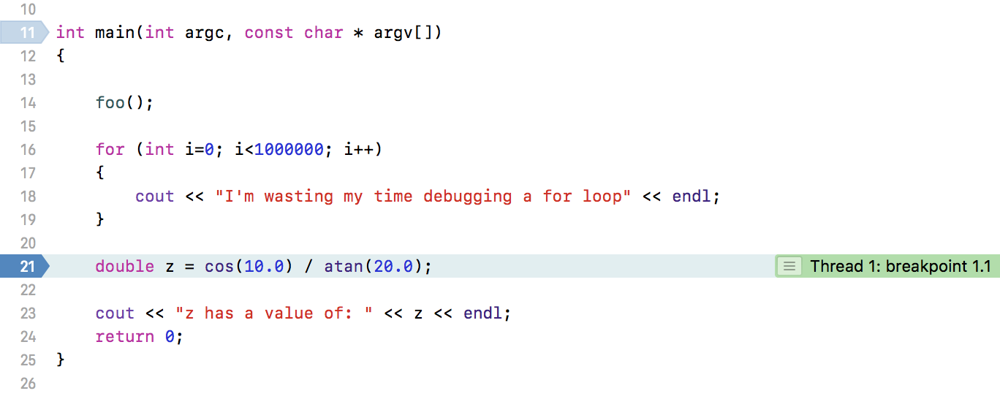 10
11 int main(int argc, const char * argv[])
12 {
13
14     foo();
15
16     for (int i=0; i<1000000; i++)
17     {
18         cout << "I'm wasting my time debugging a for loop" << endl;
19     }
20
21     double z = cos(10.0) / atan(20.0); Thread 1: breakpoint 1.1
22
23     cout << "z has a value of: " << z << endl;
24     return 0;
25 }
26